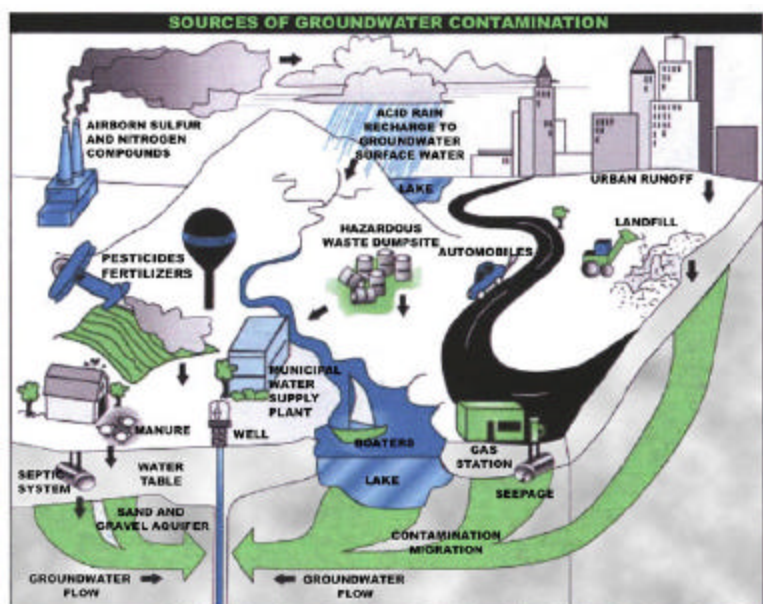 SOURCES OF GROUNDWATER CONTAMINATION
AIRBORN SULFUR
AND NITROGEN
COMPOUNDS
ACID RAIN
RECHARGE TO
GROUNDWATER
SURFACE WATER
LAKE
URBAN RUNOFF
LANDFILL
HAZARDOUS
WASTE DUMPSITE
AUTOMOBILES
PESTICIDES
FERTILIZERS
MUNICIPAL
WATER
SUPPLY
PLANT
MANURE
WELL
BOATERS
GAS
STATION
SEPTIC
SYSTEM
WATER
TABLE
LAKE
SEEPAGE
SAND AND
GRAVEL AQUIFER
CONTAMINATION
MIGRATION
GROUNDWATER
FLOW
GROUNDWATER
FLOW